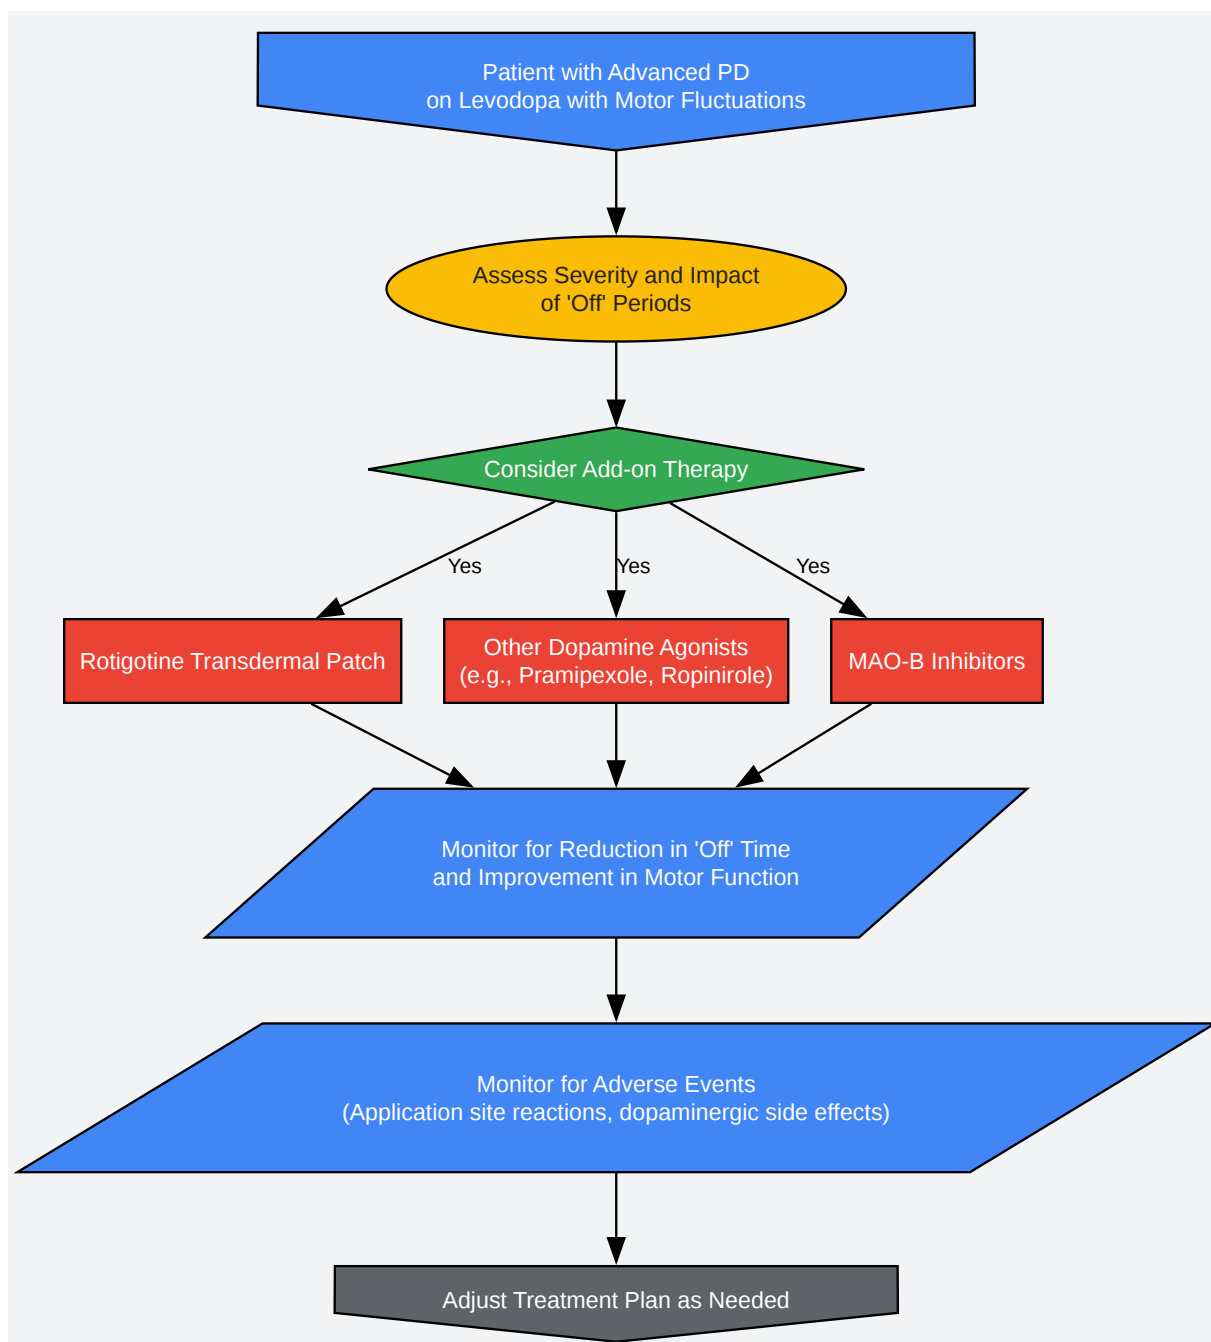 Patient with Advanced PD
on Levodopa with Motor Fluctuations
Assess Severity and Impact
of 'Off' Periods
Consider Add-on Therapy
Yes
Yes
Yes
Rotigotine Transdermal Patch
Other Dopamine Agonists
(e.g., Pramipexole, Ropinirole)
MAO-B Inhibitors
Monitor for Reduction in 'Off' Time
and Improvement in Motor Function
Monitor for Adverse Events
(Application site reactions, dopaminergic side effects)
Adjust Treatment Plan as Needed